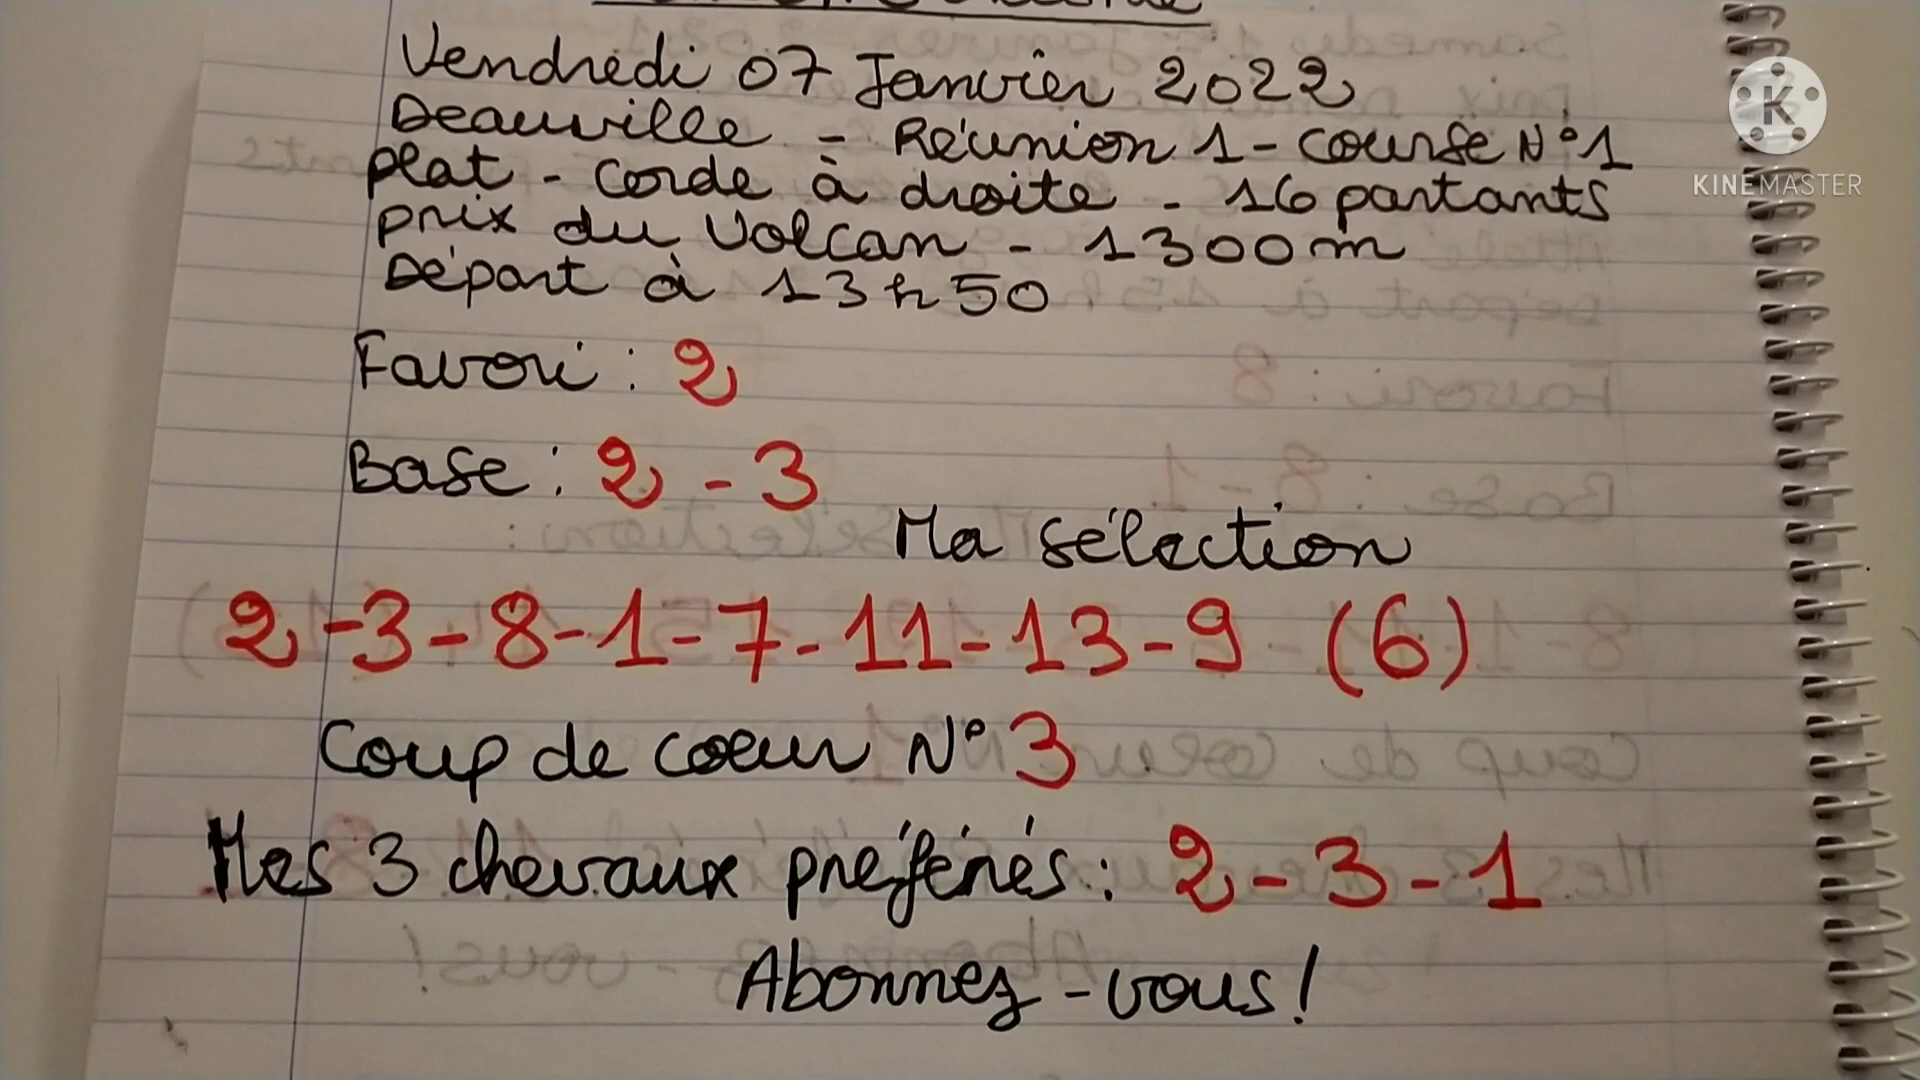 Vendredi 07 Janvier 2022
Deauville - Réunion 1 - course N°1
plat - Corde à droite - 16 partants
prix du Volcan - 1300m
Départ à 13h50
Favori : 2
Base : 2 - 3
Ma sélection
2 - 3 - 8 - 1 - 7 - 11 - 13 - 9 (6)
Coup de coeur N° 3
Mes 3 chevaux préférés : 2 - 3 - 1
Abonnez-vous !
K
KINEMASTER